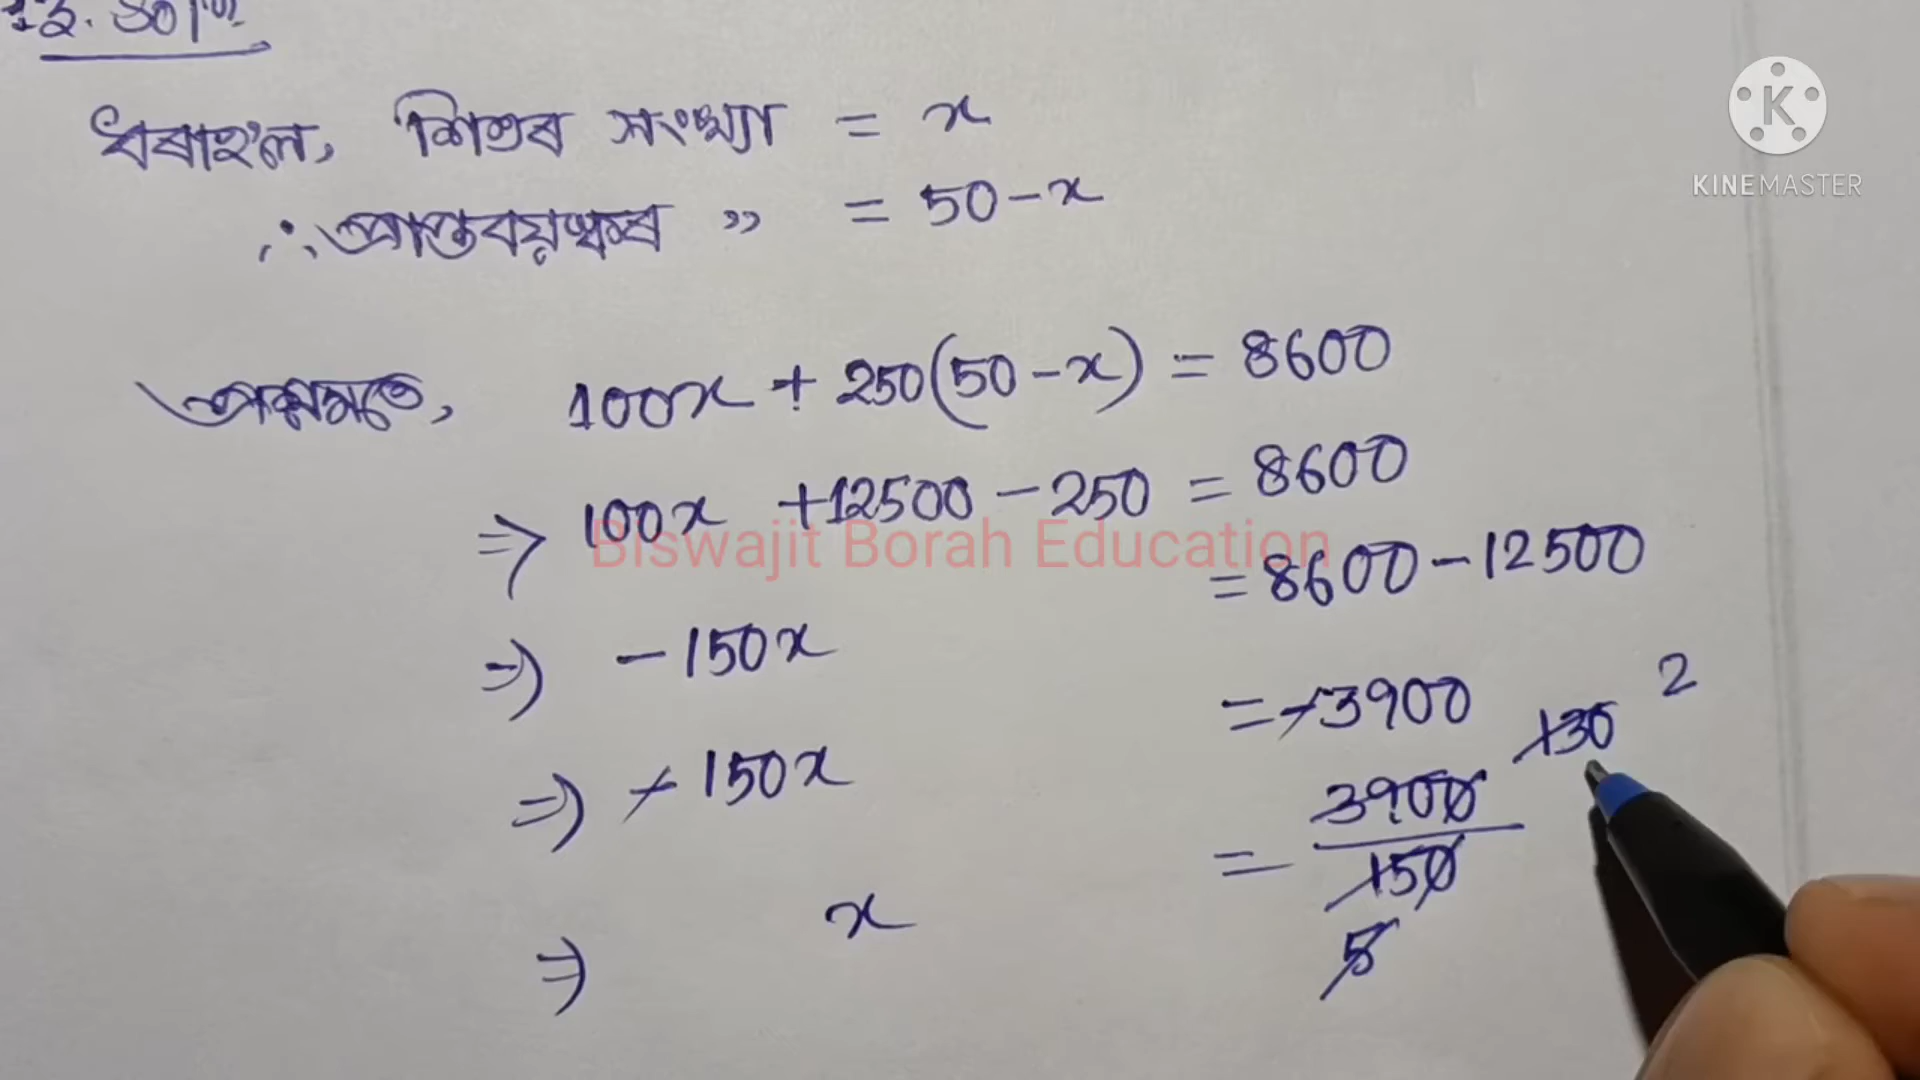 ধৰাহ'ল, শিশুৰ সংখ্যা = x
∴ প্ৰাপ্তবয়স্কৰ " = 50 - x
প্ৰশ্নমতে, 100x + 250(50 - x) = 8600
⇒ 100x + 12500 - 250 = 8600
= 8600 - 12500
⇒ - 150x = - 3900
⇒ - 150x = 3900 130 2
150
5
⇒ x
KINEMASTER
Biswajit Borah Education